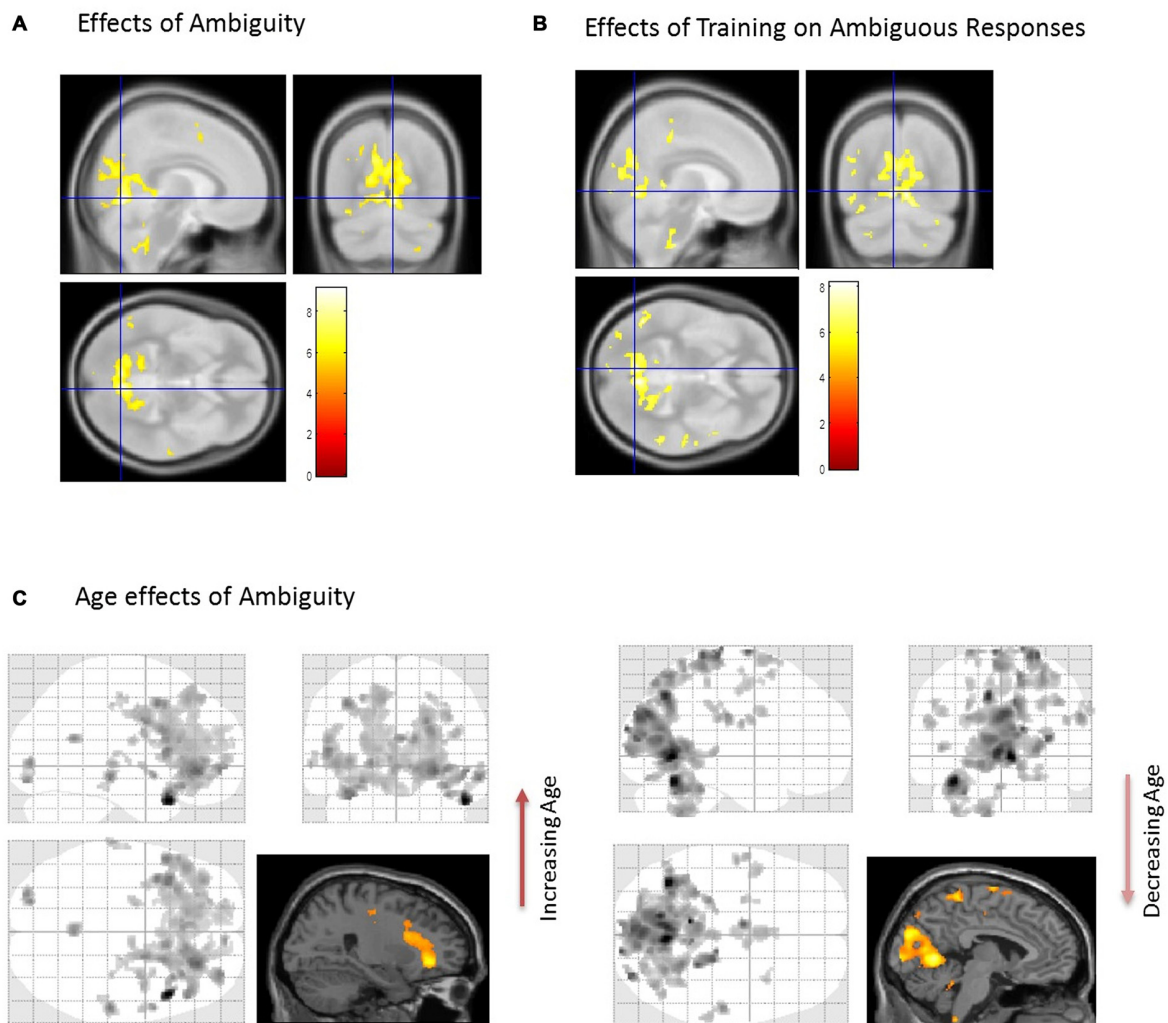 A Effects of Ambiguity
B Effects of Training on Ambiguous Responses
8
6
4
2
0
8
6
4
2
0
C Age effects of Ambiguity
Increasing Age
Decreasing Age